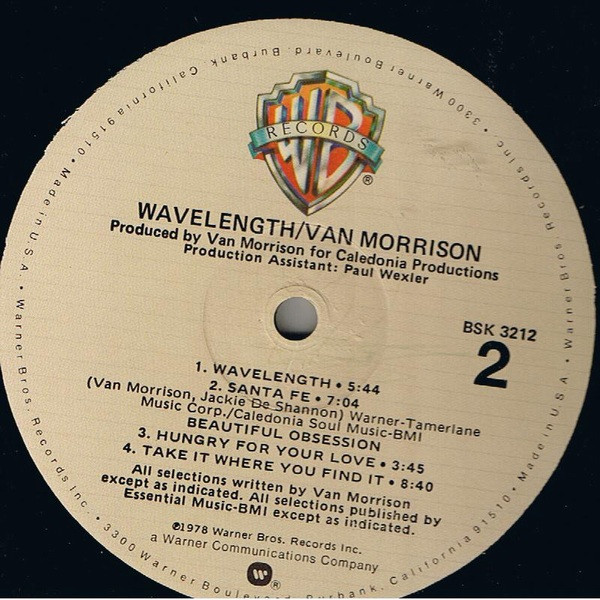 WB
RECORDS
®
WAVELENGTH/VAN MORRISON
Produced by Van Morrison for Caledonia Productions
Production Assistant: Paul Wexler
BSK 3212
2
1. WAVELENGTH • 5:44
2. SANTA FE • 7:04
(Van Morrison, Jackie De Shannon) Warner-Tamerlane
Music Corp./Caledonia Soul Music-BMI
BEAUTIFUL OBSESSION
3. HUNGRY FOR YOUR LOVE • 3:45
4. TAKE IT WHERE YOU FIND IT • 8:40
All selections written by Van Morrison
except as indicated. All selections published by
Essential Music-BMI except as indicated.
℗1978 Warner Bros. Records Inc.
a Warner Communications Company
®
Warner Bros. Records Inc. • 3300 Warner Boulevard, Burbank, California 91510 • Made in U.S.A. • Warner Bros. Records Inc. • 3300 Warner Boulevard, Burbank, California 91510 • Made in U.S.A. •